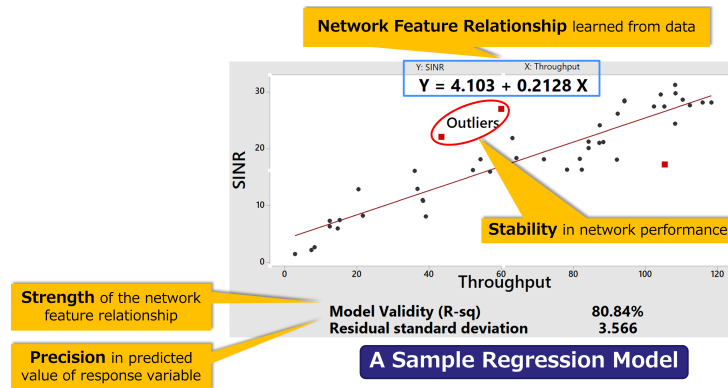 Network Feature Relationship learned from data
Y: SINR X: Throughput
Y = 4.103 + 0.2128 X
30
20
10
0
SINR
Outliers
Stability in network performance
0 20 40 60 80 100 120
Throughput
Strength of the network
feature relationship
Model Validity (R-sq) 80.84%
Residual standard deviation 3.566
Precision in predicted
value of response variable
A Sample Regression Model